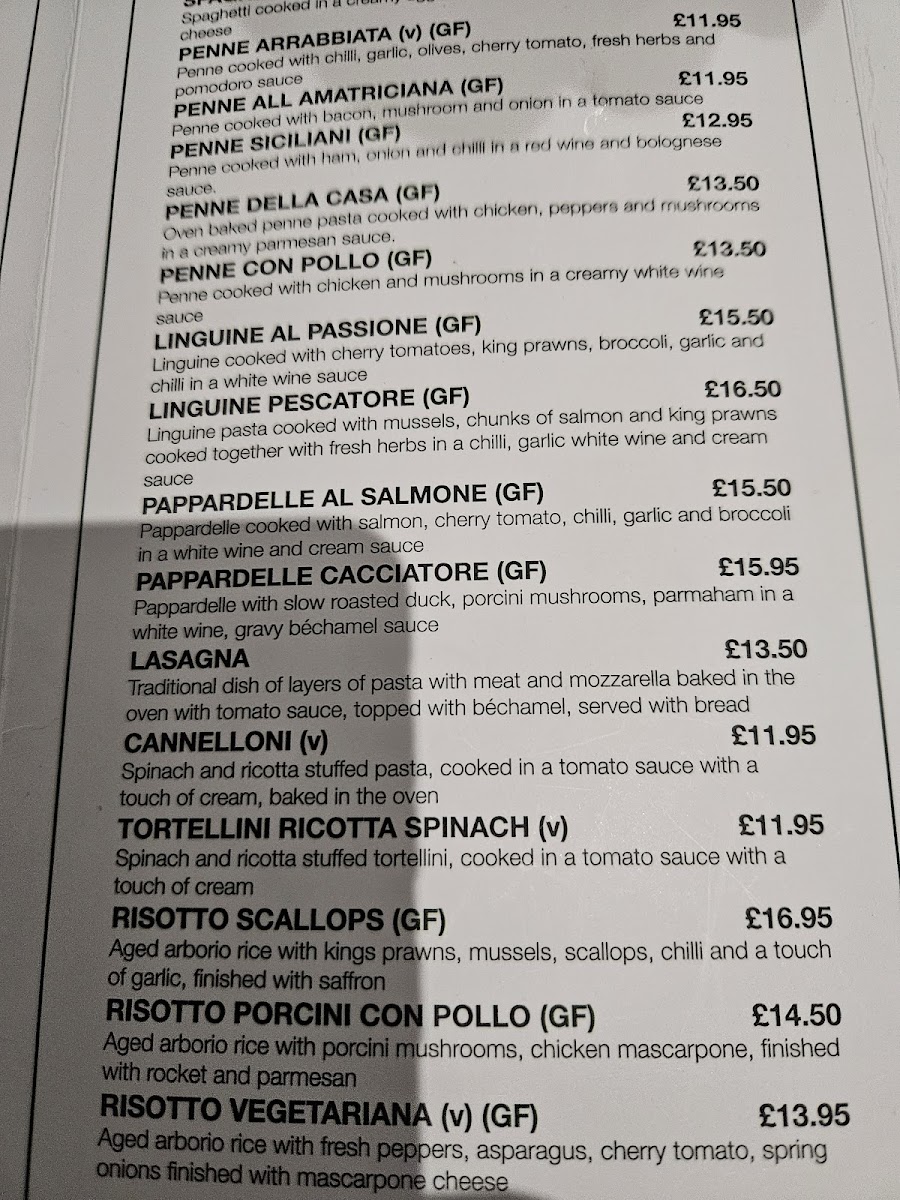 Spaghetti cooked in a creamy
cheese
PENNE ARRABBIATA (v) (GF) £11.95
Penne cooked with chilli, garlic, olives, cherry tomato, fresh herbs and
pomodoro sauce
PENNE ALL AMATRICIANA (GF) £11.95
Penne cooked with bacon, mushroom and onion in a tomato sauce
PENNE SICILIANI (GF) £12.95
Penne cooked with ham, onion and chilli in a red wine and bolognese
sauce.
PENNE DELLA CASA (GF) £13.50
Oven baked penne pasta cooked with chicken, peppers and mushrooms
in a creamy parmesan sauce.
PENNE CON POLLO (GF) £13.50
Penne cooked with chicken and mushrooms in a creamy white wine
sauce
LINGUINE AL PASSIONE (GF) £15.50
Linguine cooked with cherry tomatoes, king prawns, broccoli, garlic and
chilli in a white wine sauce
LINGUINE PESCATORE (GF) £16.50
Linguine pasta cooked with mussels, chunks of salmon and king prawns
cooked together with fresh herbs in a chilli, garlic white wine and cream
sauce
PAPPARDELLE AL SALMONE (GF) £15.50
Pappardelle cooked with salmon, cherry tomato, chilli, garlic and broccoli
in a white wine and cream sauce
PAPPARDELLE CACCIATORE (GF) £15.95
Pappardelle with slow roasted duck, porcini mushrooms, parmaham in a
white wine, gravy béchamel sauce
LASAGNA £13.50
Traditional dish of layers of pasta with meat and mozzarella baked in the
oven with tomato sauce, topped with béchamel, served with bread
CANNELLONI (v) £11.95
Spinach and ricotta stuffed pasta, cooked in a tomato sauce with a
touch of cream, baked in the oven
TORTELLINI RICOTTA SPINACH (v) £11.95
Spinach and ricotta stuffed tortellini, cooked in a tomato sauce with a
touch of cream
RISOTTO SCALLOPS (GF) £16.95
Aged arborio rice with kings prawns, mussels, scallops, chilli and a touch
of garlic, finished with saffron
RISOTTO PORCINI CON POLLO (GF) £14.50
Aged arborio rice with porcini mushrooms, chicken mascarpone, finished
with rocket and parmesan
RISOTTO VEGETARIANA (v) (GF) £13.95
Aged arborio rice with fresh peppers, asparagus, cherry tomato, spring
onions finished with mascarpone cheese